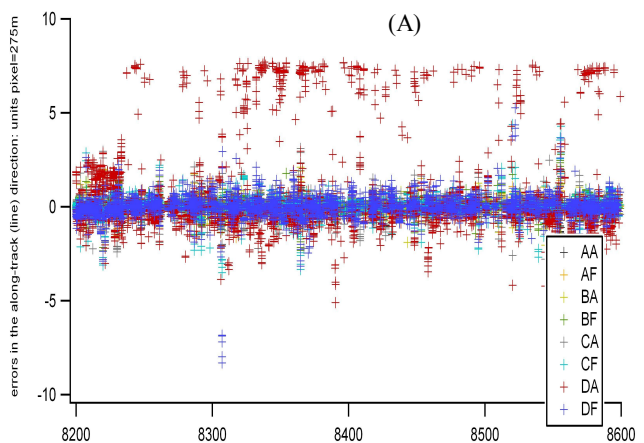 (A)
errors in the along-track (line) direction: units pixel=275m
10
5
0
-5
-10
8200 8300 8400 8500 8600
AA
AF
BA
BF
CA
CF
DA
DF